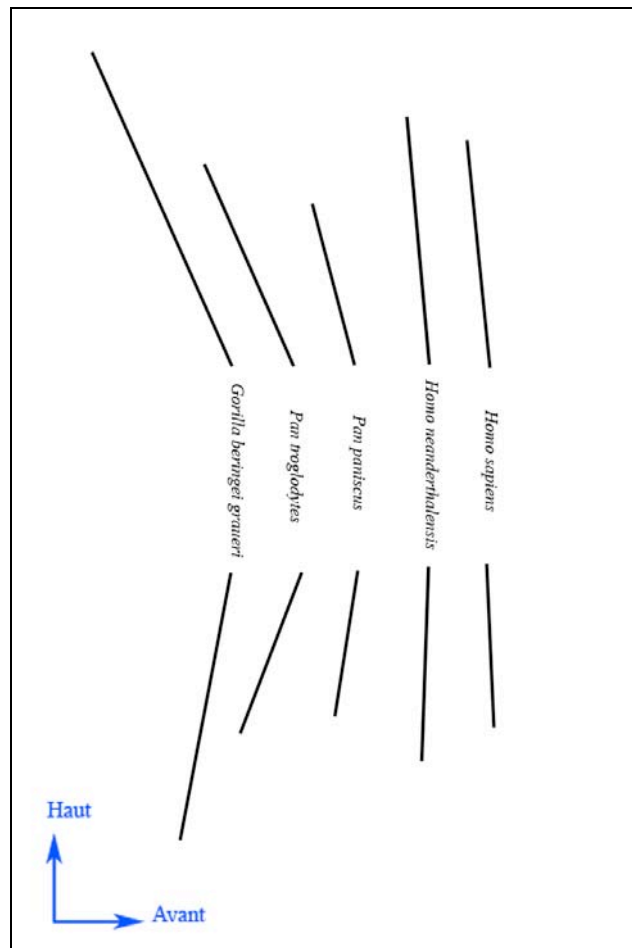 Gorilla beringei graueri
Pan troglodytes
Pan paniscus
Homo neanderthalensis
Homo sapiens
Haut
Avant